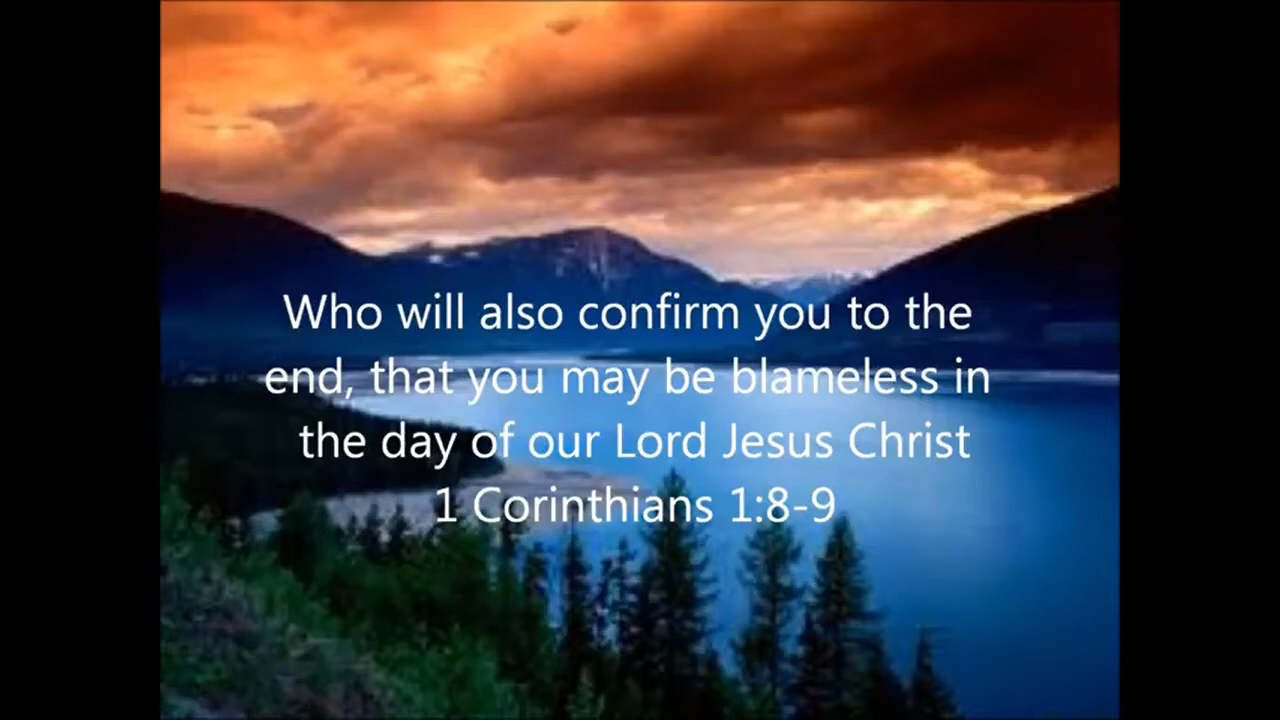 Who will also confirm you to the
end, that you may be blameless in
the day of our Lord Jesus Christ
1 Corinthians 1:8-9